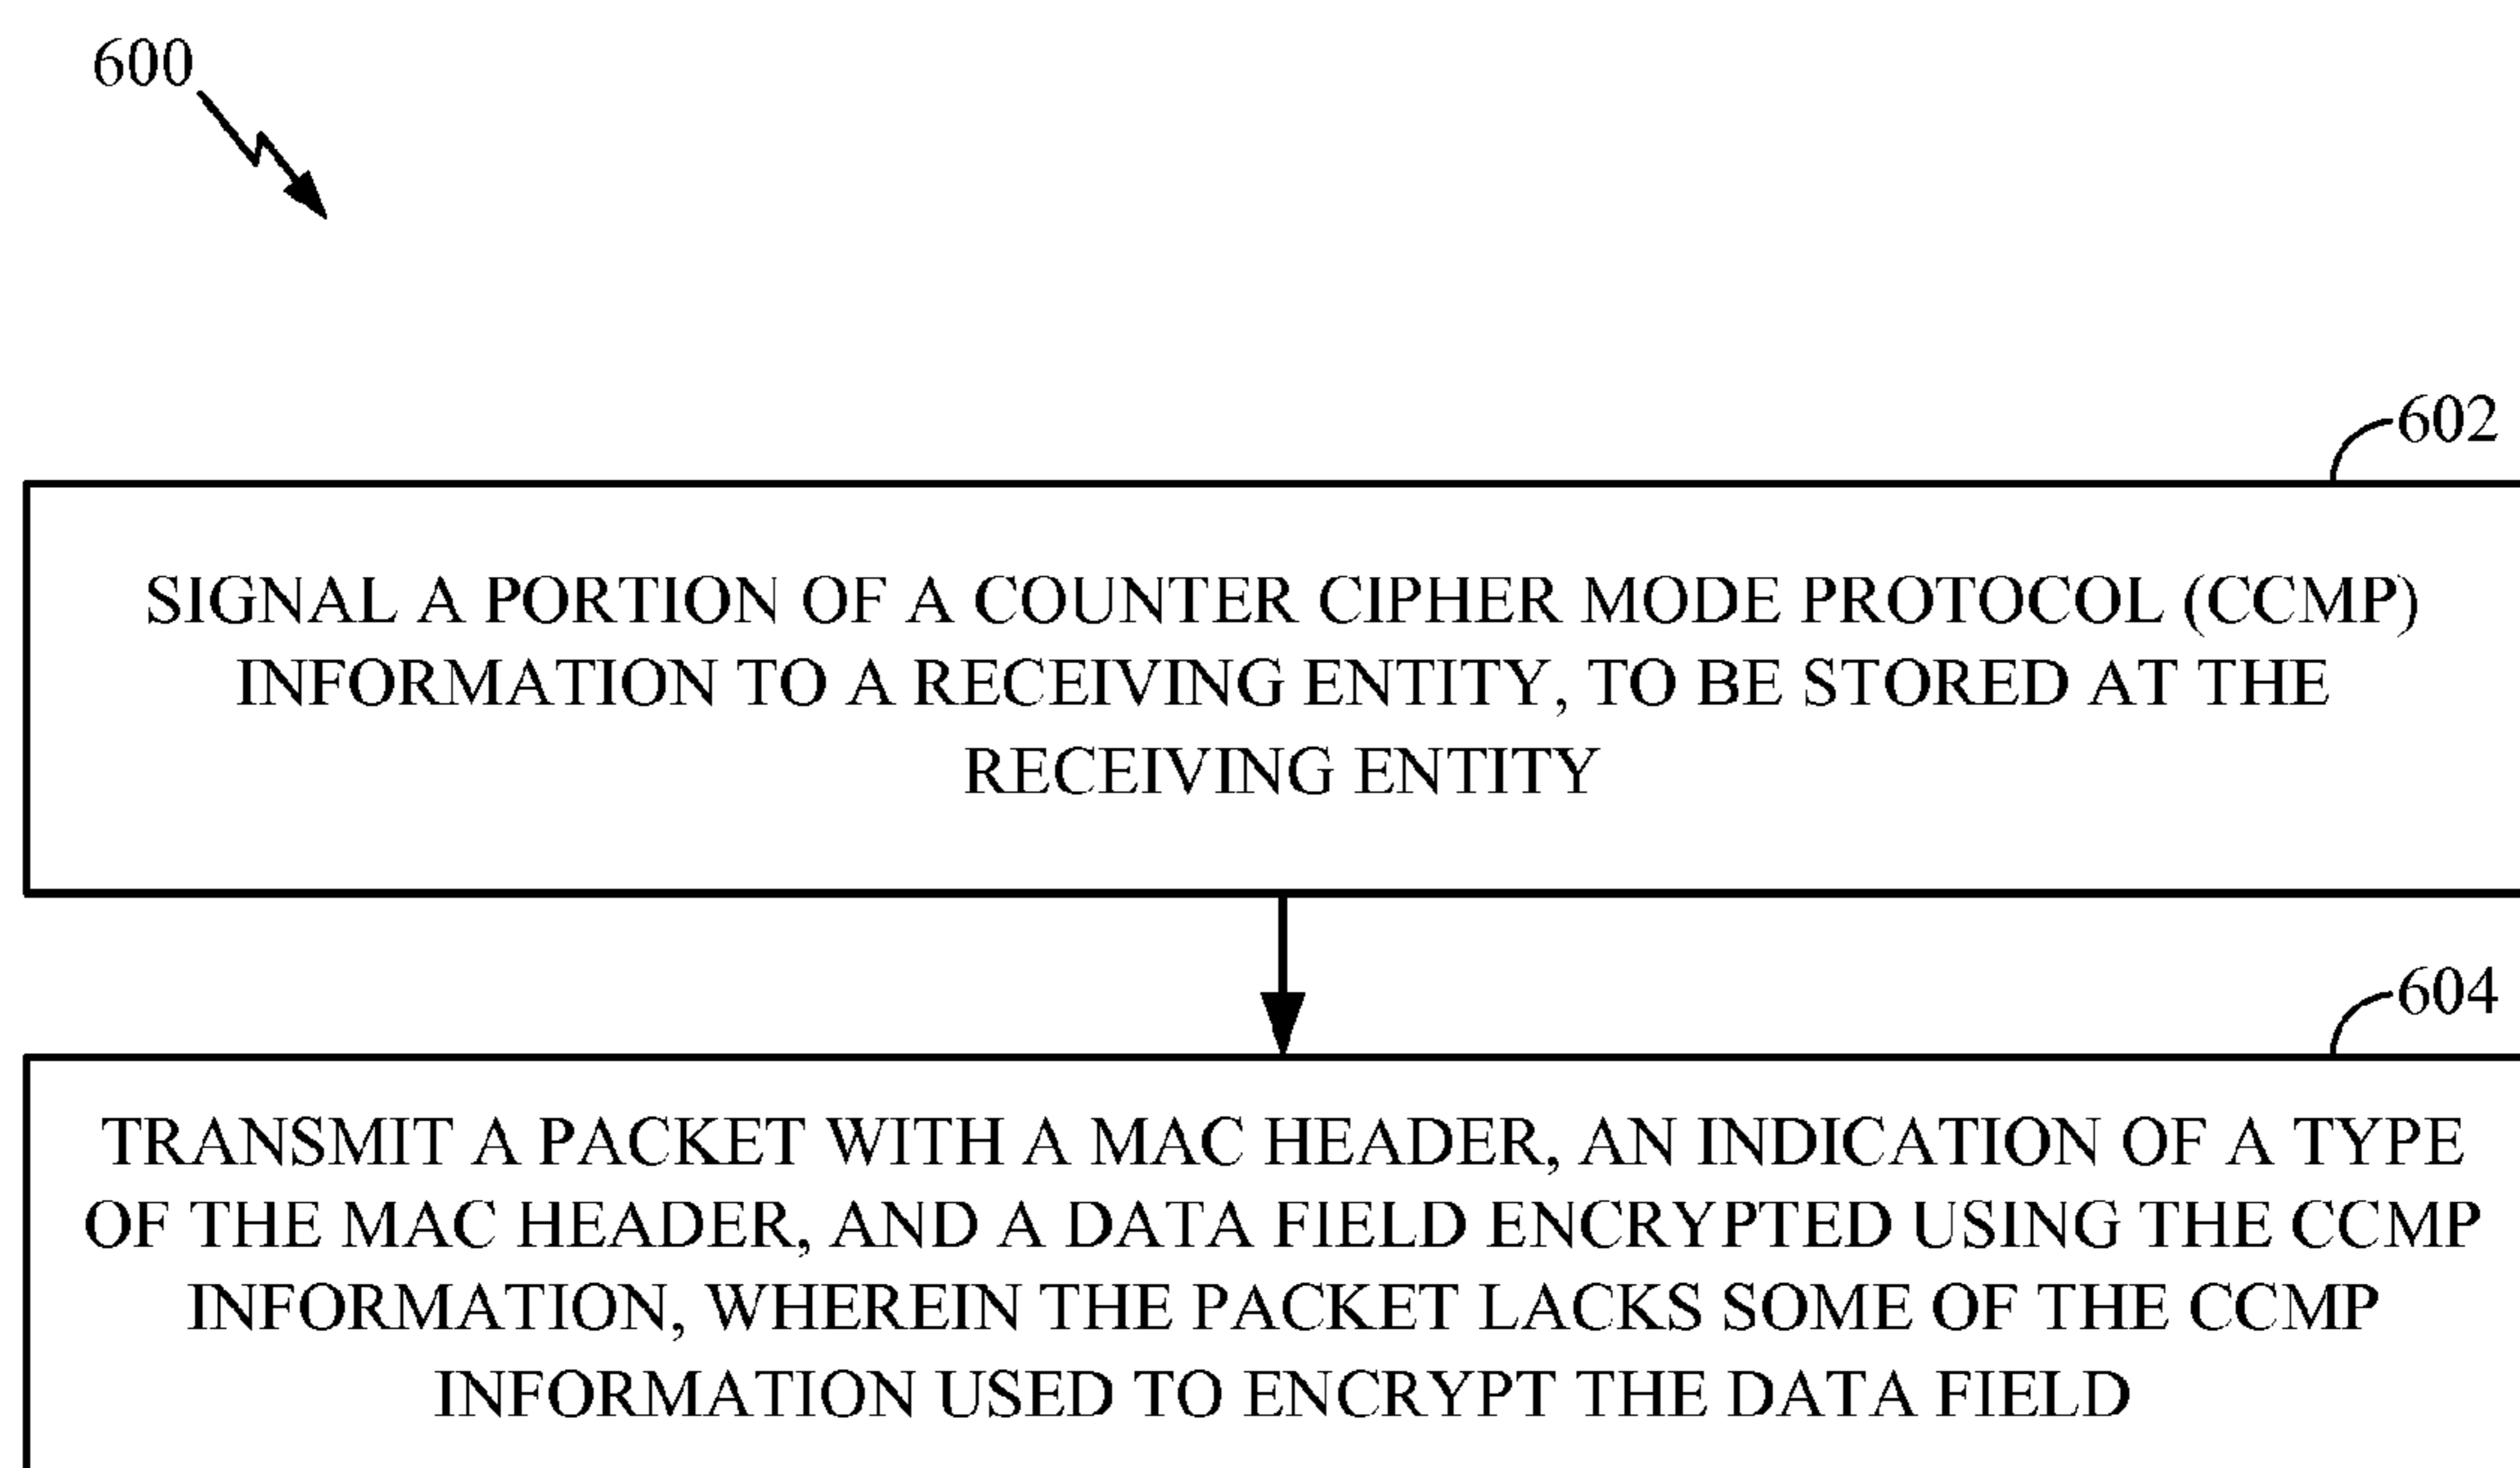 600
602
SIGNAL A PORTION OF A COUNTER CIPHER MODE PROTOCOL (CCMP)
INFORMATION TO A RECEIVING ENTITY, TO BE STORED AT THE
RECEIVING ENTITY
604
TRANSMIT A PACKET WITH A MAC HEADER, AN INDICATION OF A TYPE
OF THE MAC HEADER, AND A DATA FIELD ENCRYPTED USING THE CCMP
INFORMATION, WHEREIN THE PACKET LACKS SOME OF THE CCMP
INFORMATION USED TO ENCRYPT THE DATA FIELD